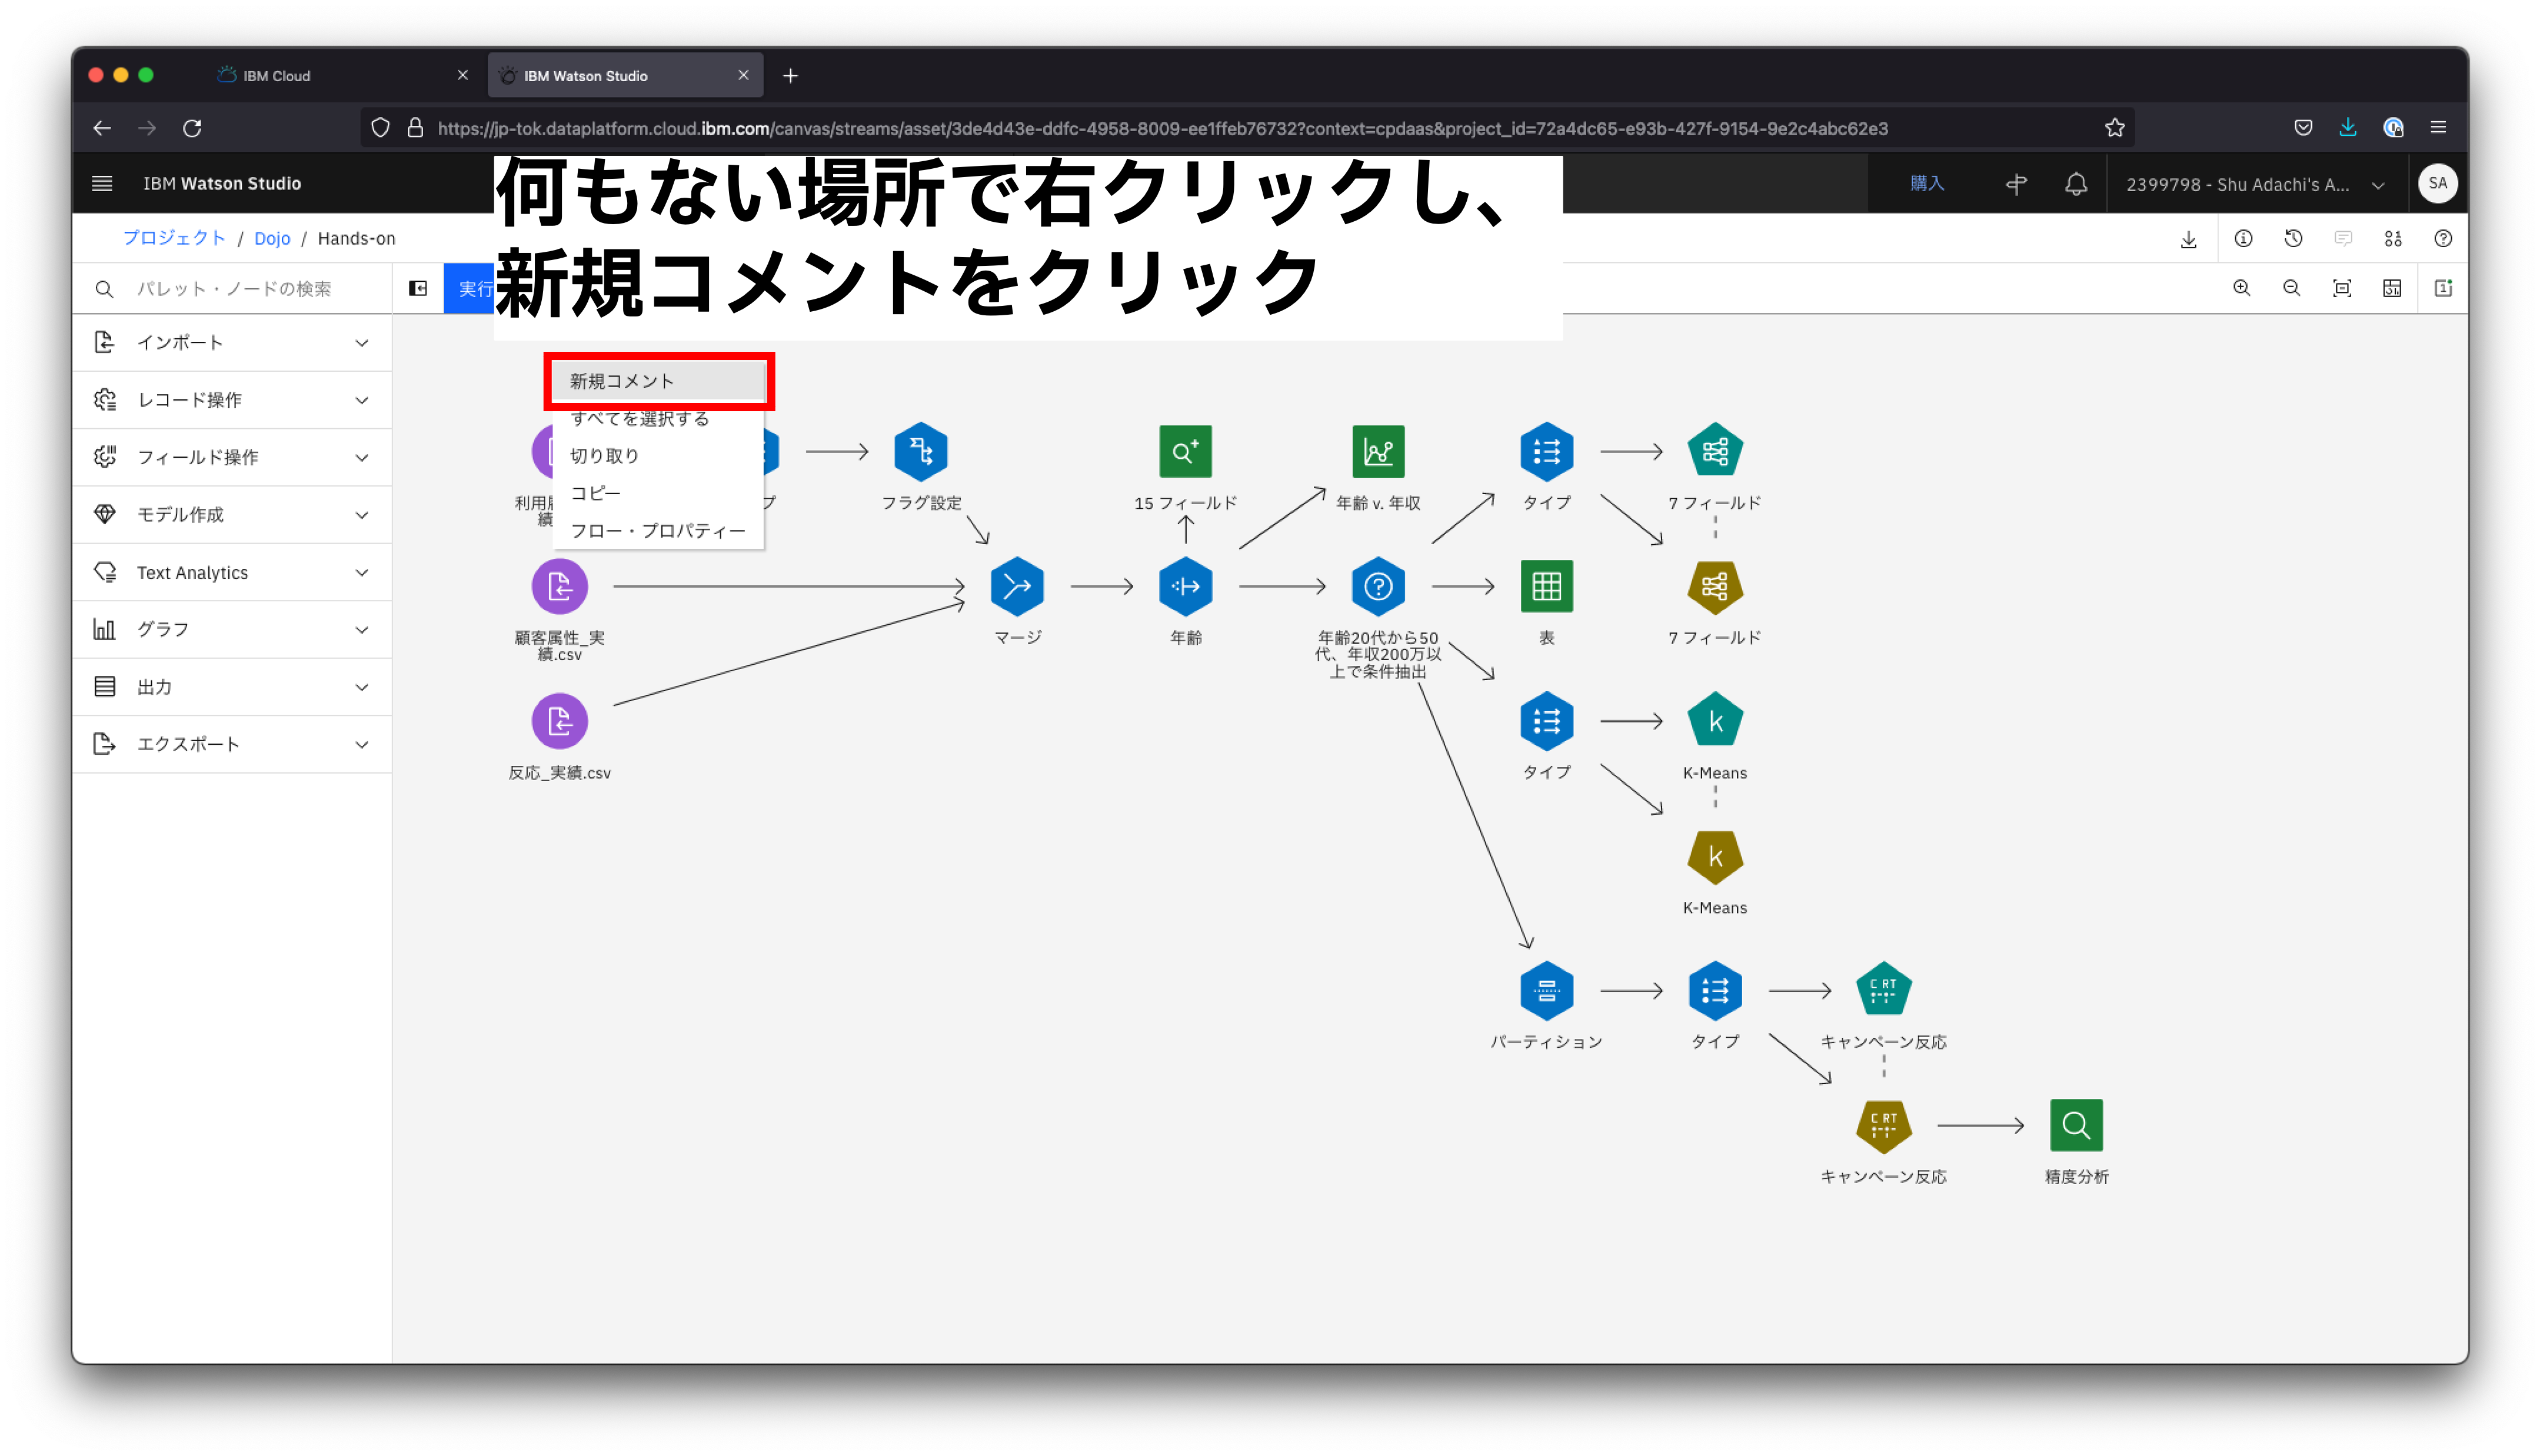 IBM Cloud
IBM Watson Studio
https://jp-tok.dataplatform.cloud.ibm.com/canvas/streams/asset/3de4d43e-ddfc-4958-8009-ee1ffeb76732?context=cpdaas&project_id=72a4dc65-e93b-427f-9154-9e2c4abc62e3
IBM Watson Studio
購入
2399798 - Shu Adachi's A...
SA
何もない場所で右クリックし、
新規コメントをクリック
プロジェクト / Dojo / Hands-on
パレット・ノードの検索
実行
インポート
レコード操作
フィールド操作
モデル作成
Text Analytics
グラフ
出力
エクスポート
新規コメント
すべてを選択する
切り取り
コピー
フロー・プロパティー
利用
績
プ
フラグ設定
15 フィールド
年齢 v. 年収
タイプ
7 フィールド
顧客属性_実
績.csv
マージ
年齢
年齢20代から50
代、年収200万以
上で条件抽出
表
7 フィールド
反応_実績.csv
タイプ
k
K-Means
k
K-Means
パーティション
タイプ
C RT
キャンペーン反応
C RT
キャンペーン反応
精度分析